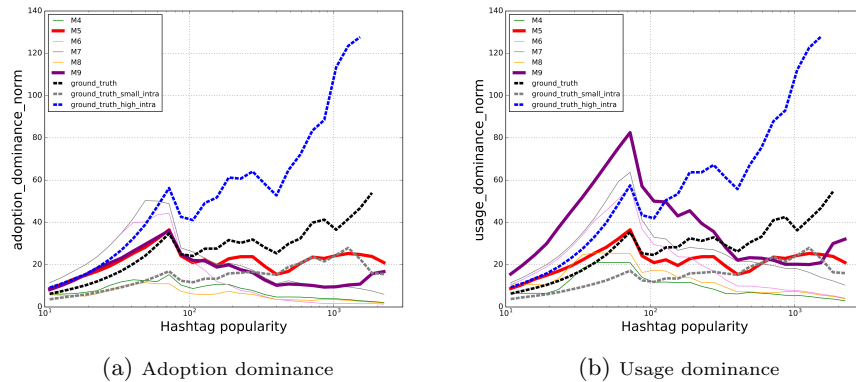 140
120
100
80
60
40
20
0
adoption_dominance_norm
M4
M5
M6
M7
M8
M9
ground_truth
ground_truth_small_intra
ground_truth_high_intra
10^1
10^2
10^3
Hashtag popularity
(a) Adoption dominance
140
120
100
80
60
40
20
0
usage_dominance_norm
M4
M5
M6
M7
M8
M9
ground_truth
ground_truth_small_intra
ground_truth_high_intra
10^1
10^2
10^3
Hashtag popularity
(b) Usage dominance